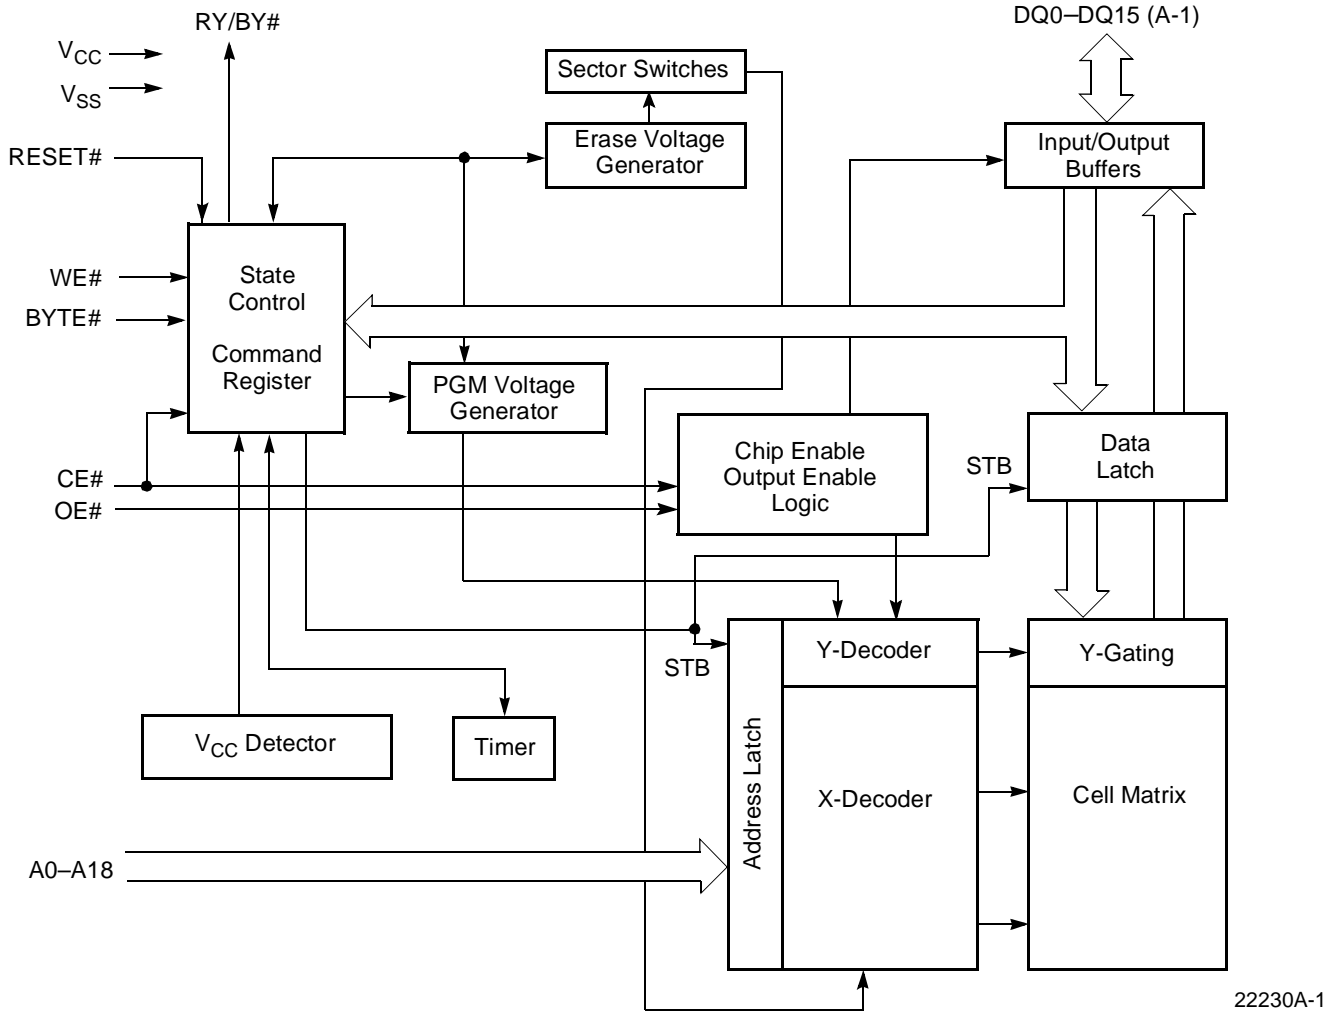 RY/BY#
DQ0–DQ15 (A-1)
VCC
VSS
Sector Switches
RESET#
Erase Voltage
Generator
Input/Output
Buffers
WE#
BYTE#
State
Control
Command
Register
PGM Voltage
Generator
Chip Enable
Output Enable
Logic
STB
Data
Latch
CE#
OE#
STB
Y-Decoder
Y-Gating
VCC Detector
Timer
Address Latch
X-Decoder
Cell Matrix
A0–A18
22230A-1